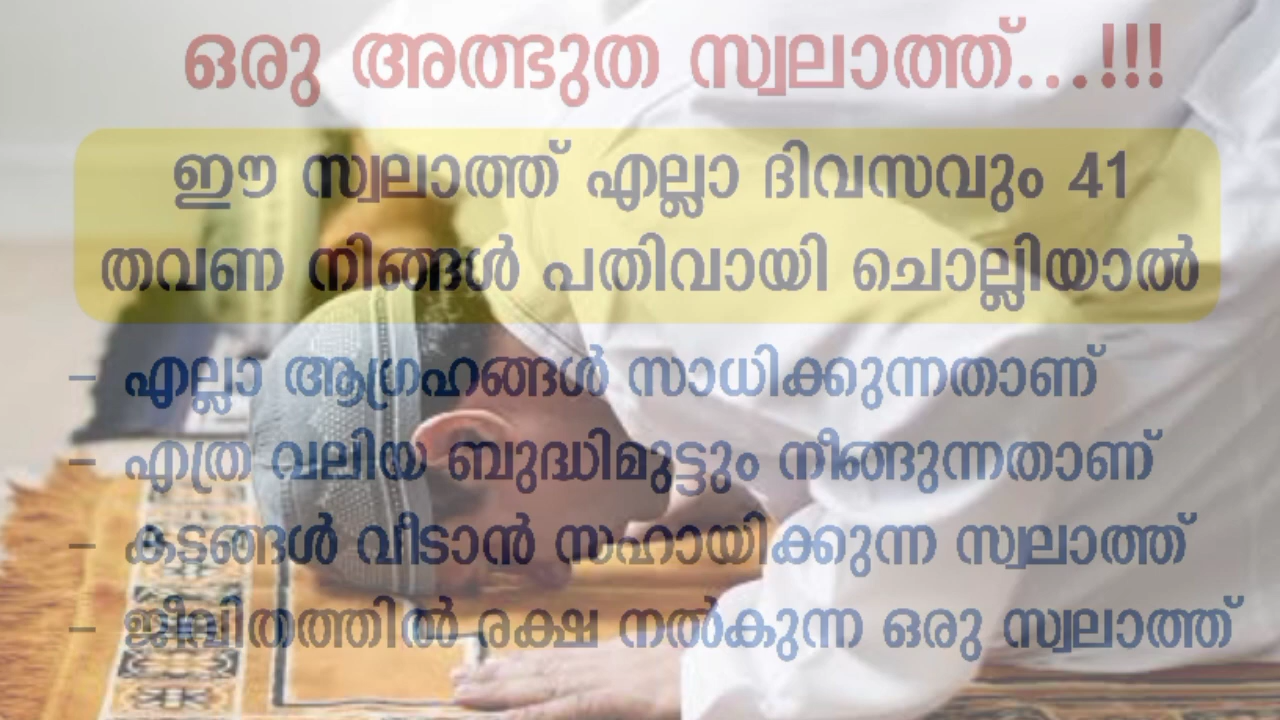 ഒരു അത്ഭുത സ്വലാത്ത്...!!!
ഈ സ്വലാത്ത് എല്ലാ ദിവസവും 41
തവണ നിങ്ങൾ പതിവായി ചൊല്ലിയാൽ
- എല്ലാ ആഗ്രഹങ്ങൾ സാധിക്കുന്നതാണ്
- എത്ര വലിയ ബുദ്ധിമുട്ടും നീങ്ങുന്നതാണ്
- കടങ്ങൾ വീടാൻ സഹായിക്കുന്ന സ്വലാത്ത്
- ജീവിതത്തിൽ രക്ഷ നൽകുന്ന ഒരു സ്വലാത്ത്